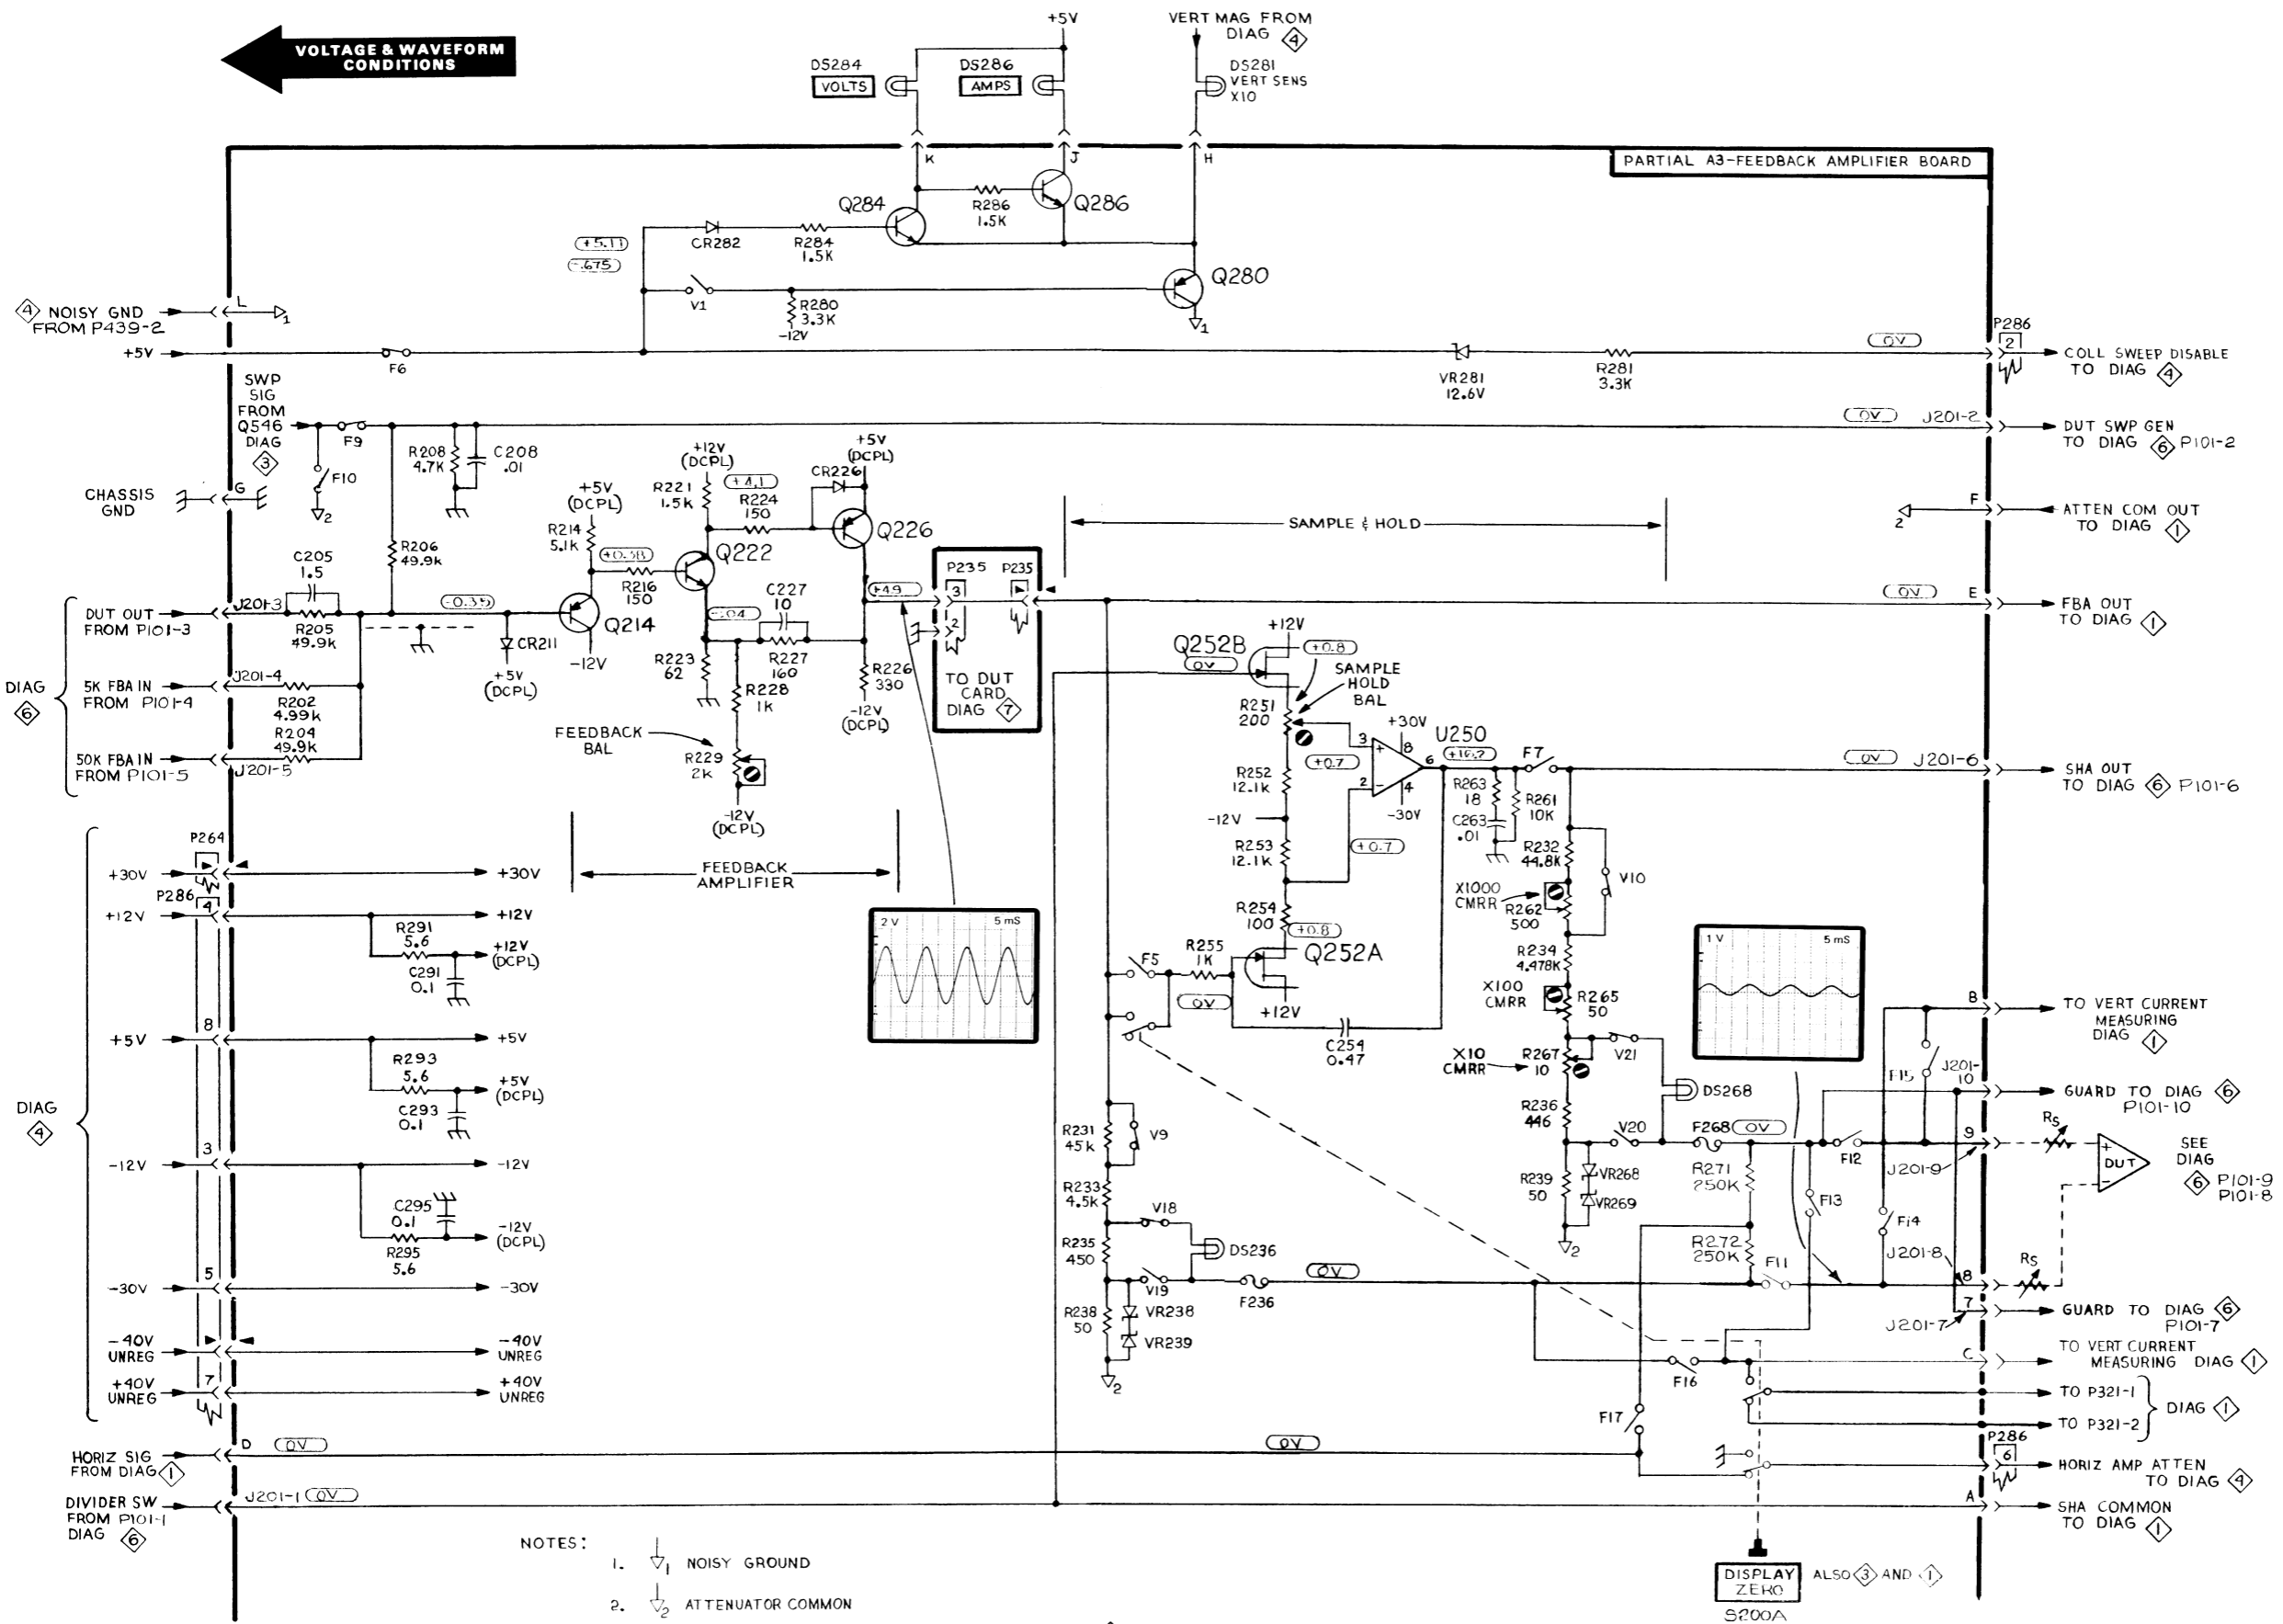 VOLTAGE & WAVEFORM
CONDITIONS
+5V
VERT MAG FROM
DIAG 4
DS284
VOLTS
DS286
AMPS
DS281
VERT SENS
X10
K
J
H
PARTIAL A3-FEEDBACK AMPLIFIER BOARD
Q284
R286
1.5K
Q286
CR282
R284
1.5K
+5.11
-.675
Q280
V1
R280
3.3K
-12V
1
4 NOISY GND
FROM P439-2
L
1
+5V
F6
VR281
12.6V
R281
3.3K
0V
P286
2
COLL SWEEP DISABLE
TO DIAG 4
SWP
SIG
FROM
Q546
DIAG
3
F9
F10
2
R208
4.7K
C208
.01
0V
J201-2
DUT SWP GEN
TO DIAG 6 P101-2
CHASSIS
GND
G
R206
49.9K
+5V
(DCPL)
R214
5.1K
+0.38
+12V
(DCPL)
R221
1.5K
+4.1
R224
150
CR226
+5V
(DCPL)
Q226
Q222
R216
150
SAMPLE & HOLD
2
F
ATTEN COM OUT
TO DIAG 1
C205
1.5
DUT OUT
FROM P101-3
J201-3
R205
49.9K
-0.35
CR211
+5V
(DCPL)
Q214
-12V
-.04
C227
10
R227
160
R223
62
R228
1K
+4.9
R226
330
-12V
(DCPL)
P235
3
2
P235
TO DUT
CARD
DIAG 7
0V
E
FBA OUT
TO DIAG 1
DIAG
6
5K FBA IN
FROM P101-4
J201-4
R202
4.99K
R204
49.9K
50K FBA IN
FROM P101-5
J201-5
FEEDBACK
BAL
R229
2K
-12V
(DCPL)
FEEDBACK
AMPLIFIER
Q252B
0V
+12V
+0.8
SAMPLE
HOLD
BAL
R251
200
+30V
U250
3
+
8
+0.7
2
-
4
6
-30V
R252
12.1K
-12V
R253
12.1K
+0.7
R254
100
+0.8
Q252A
+12V
F7
R263
18
C263
.01
R261
10K
0V
J201-6
SHA OUT
TO DIAG 6 P101-6
R232
44.8K
V10
X1000
CMRR
R262
500
R234
4.478K
X100
CMRR
R265
50
V21
X10
CMRR
R267
10
DS268
R236
446
V20
F268
0V
R239
50
VR268
VR269
2
P264
+30V
+30V
P286
4
+12V
+12V
R291
5.6
C291
0.1
+12V
(DCPL)
8
+5V
+5V
R293
5.6
C293
0.1
+5V
(DCPL)
DIAG
4
3
-12V
-12V
C295
0.1
R295
5.6
-12V
(DCPL)
5
-30V
-30V
-40V
UNREG
-40V
UNREG
7
+40V
UNREG
+40V
UNREG
2 V
5 mS
F5
R255
1K
0V
C254
0.47
R231
45K
V9
R233
4.5K
V18
R235
450
DS236
V19
F236
0V
R238
50
VR238
VR239
2
1 V
5 mS
R271
250K
R272
250K
F11
F12
F13
F14
F15
F16
F17
B
TO VERT CURRENT
MEASURING
DIAG 1
J201-
10
GUARD TO DIAG 6
P101-10
9
J201-9
RS
+
DUT
-
SEE
DIAG
6 P101-9
P101-8
J201-8
8
RS
7
J201-7
GUARD TO DIAG 6
P101-7
C
TO VERT CURRENT
MEASURING DIAG 1
TO P321-1
DIAG 1
TO P321-2
P286
6
HORIZ AMP ATTEN
TO DIAG 4
HORIZ SIG
FROM DIAG 1
D
0V
0V
DIVIDER SW
FROM P101-1
DIAG 6
J201-1
0V
A
SHA COMMON
TO DIAG 1
NOTES:
1. 1 NOISY GROUND
2. 2 ATTENUATOR COMMON
DISPLAY
ZERO
ALSO 3 AND 1
S200A